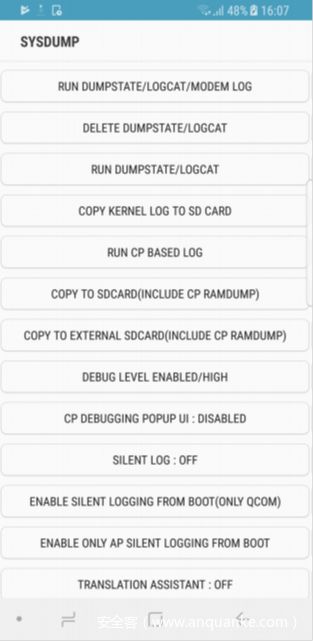 48% 16:07
SYSDUMP
RUN DUMPSTATE/LOGCAT/MODEM LOG
DELETE DUMPSTATE/LOGCAT
RUN DUMPSTATE/LOGCAT
COPY KERNEL LOG TO SD CARD
RUN CP BASED LOG
COPY TO SDCARD(INCLUDE CP RAMDUMP)
COPY TO EXTERNAL SDCARD(INCLUDE CP RAMDUMP)
DEBUG LEVEL ENABLED/HIGH
CP DEBUGGING POPUP UI : DISABLED
SILENT LOG : OFF
ENABLE SILENT LOGGING FROM BOOT(ONLY QCOM)
ENABLE ONLY AP SILENT LOGGING FROM BOOT
TRANSLATION ASSISTANT : OFF
安全客（www.anquanke.com）